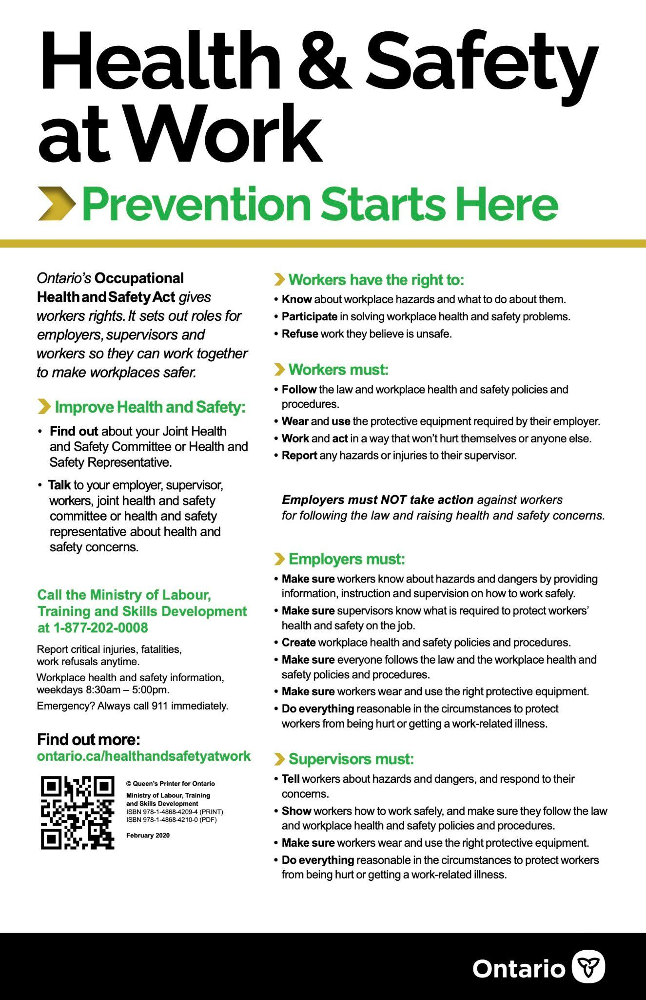 Health & Safety
at Work
Prevention Starts Here
Ontario's Occupational
Health and Safety Act gives
workers rights. It sets out roles for
employers, supervisors and
workers so they can work together
to make workplaces safer.
Improve Health and Safety:
• Find out about your Joint Health
and Safety Committee or Health and
Safety Representative.
• Talk to your employer, supervisor,
workers, joint health and safety
committee or health and safety
representative about health and
safety concerns.
Call the Ministry of Labour,
Training and Skills Development
at 1-877-202-0008
Report critical injuries, fatalities,
work refusals anytime.
Workplace health and safety information,
weekdays 8:30am – 5:00pm.
Emergency? Always call 911 immediately.
Find out more:
ontario.ca/healthandsafetyatwork
© Queen's Printer for Ontario
Ministry of Labour, Training
and Skills Development
ISBN 978-1-4868-4209-4 (PRINT)
ISBN 978-1-4868-4210-0 (PDF)
February 2020
Workers have the right to:
• Know about workplace hazards and what to do about them.
• Participate in solving workplace health and safety problems.
• Refuse work they believe is unsafe.
Workers must:
• Follow the law and workplace health and safety policies and
procedures.
• Wear and use the protective equipment required by their employer.
• Work and act in a way that won't hurt themselves or anyone else.
• Report any hazards or injuries to their supervisor.
Employers must NOT take action against workers
for following the law and raising health and safety concerns.
Employers must:
• Make sure workers know about hazards and dangers by providing
information, instruction and supervision on how to work safely.
• Make sure supervisors know what is required to protect workers'
health and safety on the job.
• Create workplace health and safety policies and procedures.
• Make sure everyone follows the law and the workplace health and
safety policies and procedures.
• Make sure workers wear and use the right protective equipment.
• Do everything reasonable in the circumstances to protect
workers from being hurt or getting a work-related illness.
Supervisors must:
• Tell workers about hazards and dangers, and respond to their
concerns.
• Show workers how to work safely, and make sure they follow the law
and workplace health and safety policies and procedures.
• Make sure workers wear and use the right protective equipment.
• Do everything reasonable in the circumstances to protect workers
from being hurt or getting a work-related illness.
Ontario